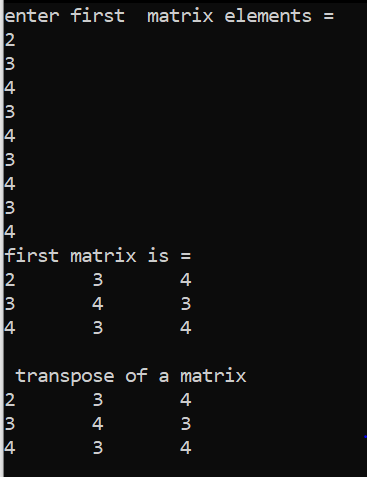 enter first  matrix elements =
2
3
4
3
4
3
4
3
4
first matrix is =
2       3       4
3       4       3
4       3       4
 transpose of a matrix
2       3       4
3       4       3
4       3       4